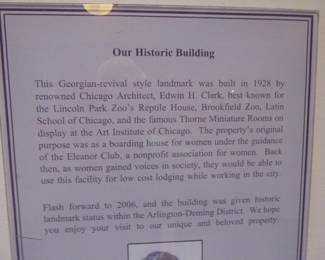 Our Historic Building
This Georgian-revival style landmark was built in 1928 by
renowned Chicago Architect, Edwin H. Clark, best known for
the Lincoln Park Zoo's Reptile House, Brookfield Zoo, Latin
School of Chicago, and the famous Thorne Miniature Rooms on
display at the Art Institute of Chicago. The property's original
purpose was as a boarding house for women under the guidance
of the Eleanor Club, a nonprofit association for women. Back
then, as women gained voices in society, they would be able to
use this facility for low cost lodging while working in the city.
Flash forward to 2006, and the building was given historic
landmark status within the Arlington-Deming District. We hope
you enjoy your visit to our unique and beloved property.